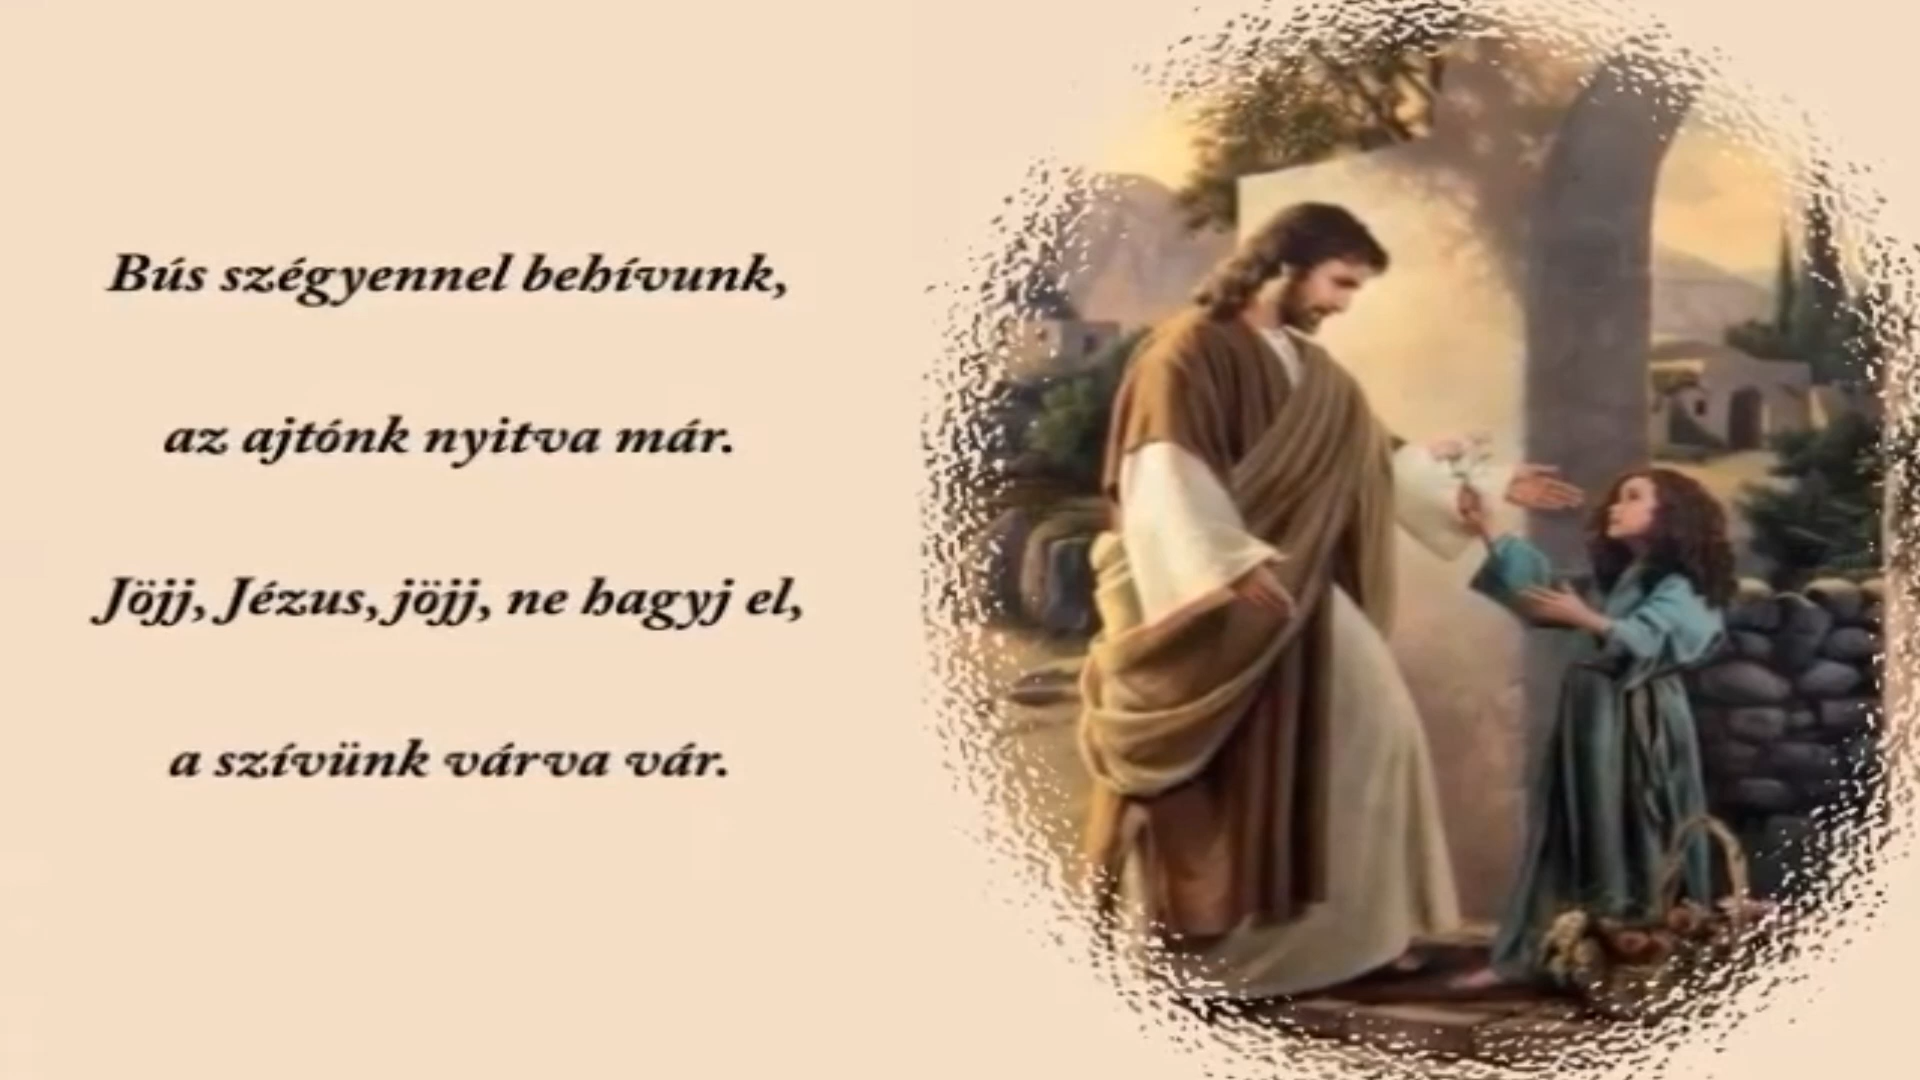 Bús szégyennel behívunk,
az ajtónk nyitva már.
Jöjj, Jézus, jöjj, ne hagyj el,
a szívünk várva vár.